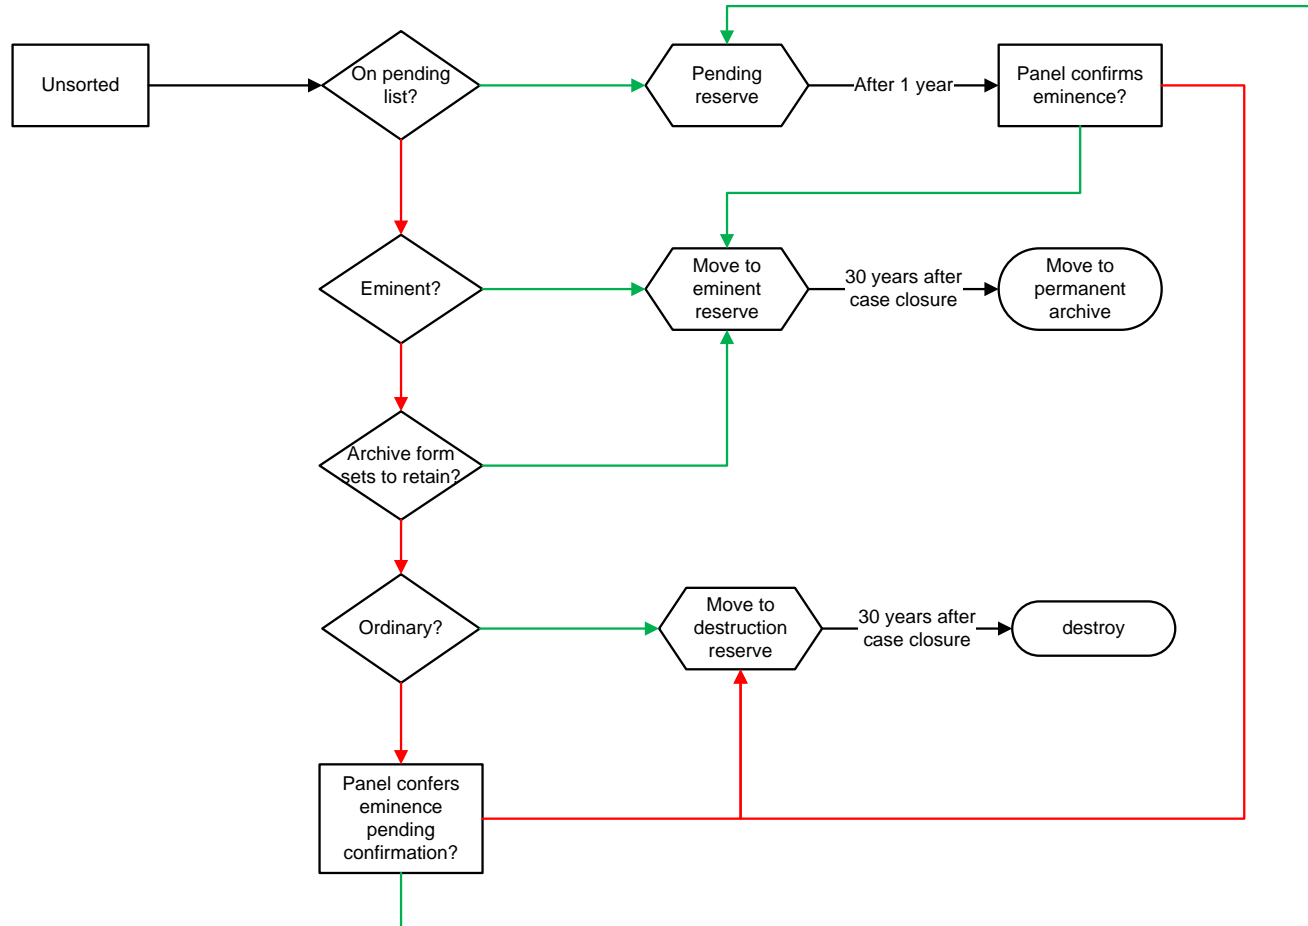 Unsorted
On pending
list?
Pending
reserve
After 1 year
Panel confirms
eminence?
Eminent?
Move to
eminent
reserve
30 years after
case closure
Move to
permanent
archive
Archive form
sets to retain?
Ordinary?
Move to
destruction
reserve
30 years after
case closure
destroy
Panel confers
eminence
pending
confirmation?